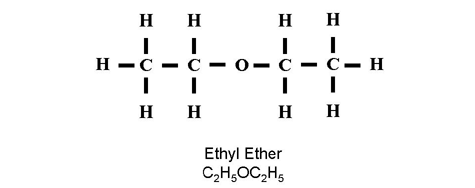 H H H H
H – C – C – O – C – C – H
H H H H
Ethyl Ether
C₂H₅OC₂H₅